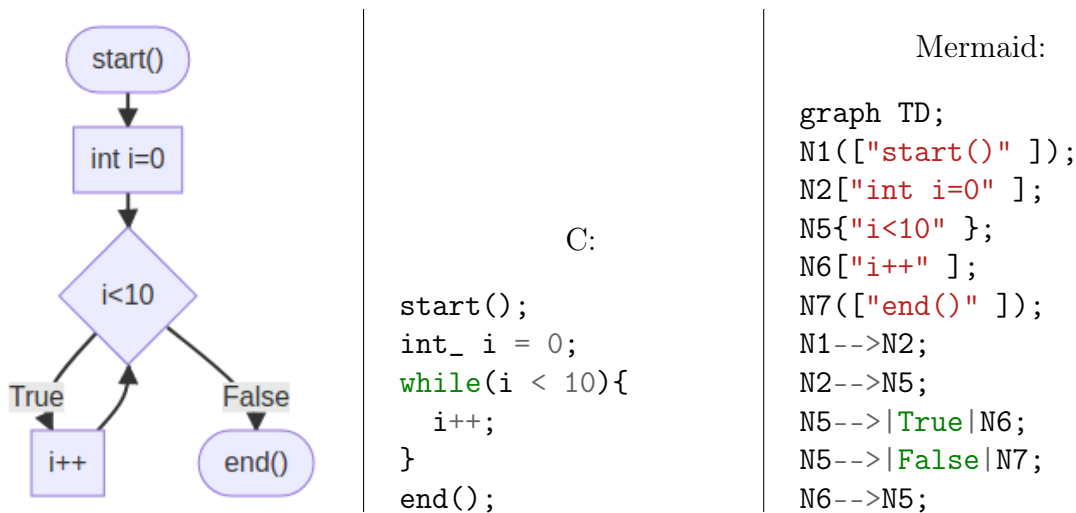 start()
int i=0
i<10
True
False
i++
end()
C:
start();
int_ i = 0;
while(i < 10){
i++;
}
end();
Mermaid:
graph TD;
N1(["start()" ]);
N2["int i=0" ];
N5{"i<10" };
N6["i++" ];
N7(["end()" ]);
N1-->N2;
N2-->N5;
N5-->|True|N6;
N5-->|False|N7;
N6-->N5;